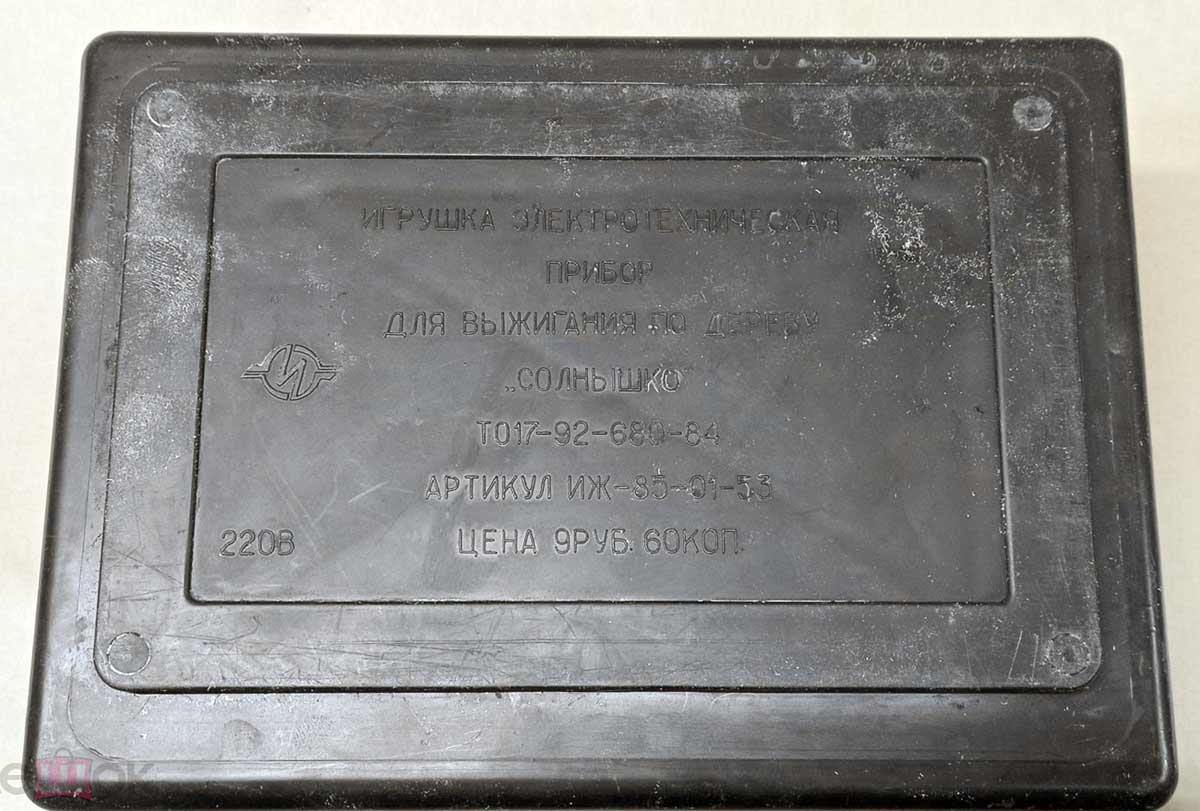 ИГРУШКА ЭЛЕКТРОТЕХНИЧЕСКАЯ
ПРИБОР
ДЛЯ ВЫЖИГАНИЯ ПО ДЕРЕВУ
„СОЛНЫШКО"
ТО17-92-680-84
АРТИКУЛ ИЖ-85-01-53
220В
ЦЕНА 9РУБ. 60КОП.